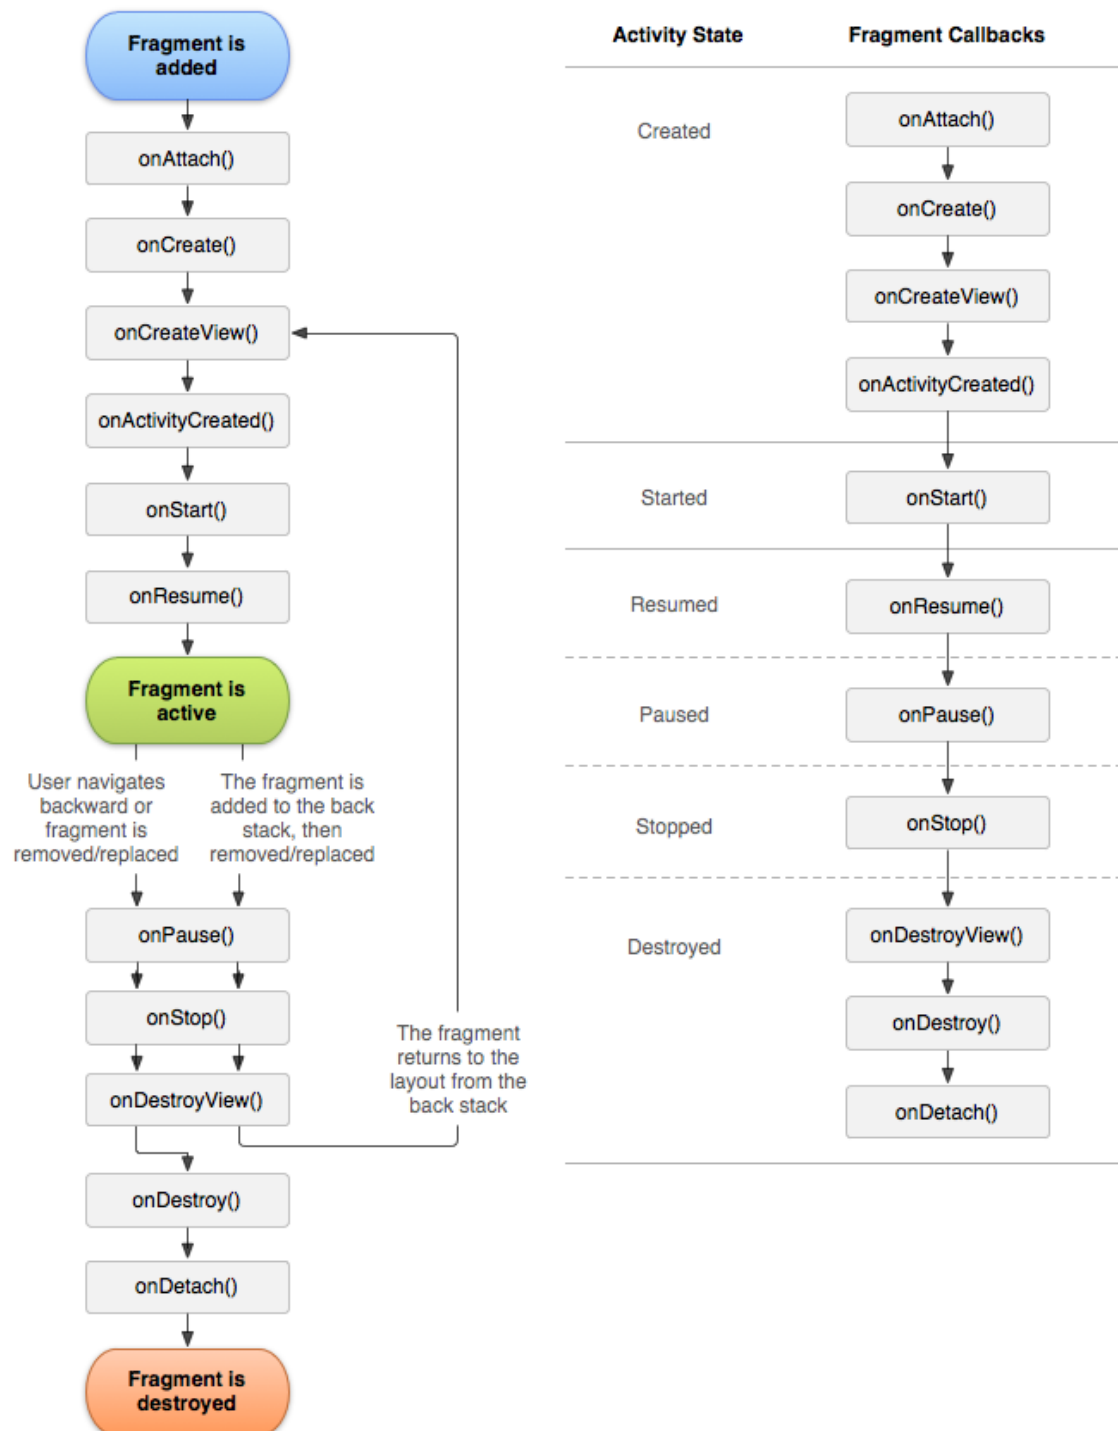 Fragment is
added
onAttach()
onCreate()
onCreateView()
onActivityCreated()
onStart()
onResume()
Fragment is
active
User navigates
backward or
fragment is
removed/replaced
The fragment is
added to the back
stack, then
removed/replaced
onPause()
onStop()
onDestroyView()
The fragment
returns to the
layout from the
back stack
onDestroy()
onDetach()
Fragment is
destroyed
Activity State
Fragment Callbacks
Created
onAttach()
onCreate()
onCreateView()
onActivityCreated()
Started
onStart()
Resumed
onResume()
Paused
onPause()
Stopped
onStop()
Destroyed
onDestroyView()
onDestroy()
onDetach()